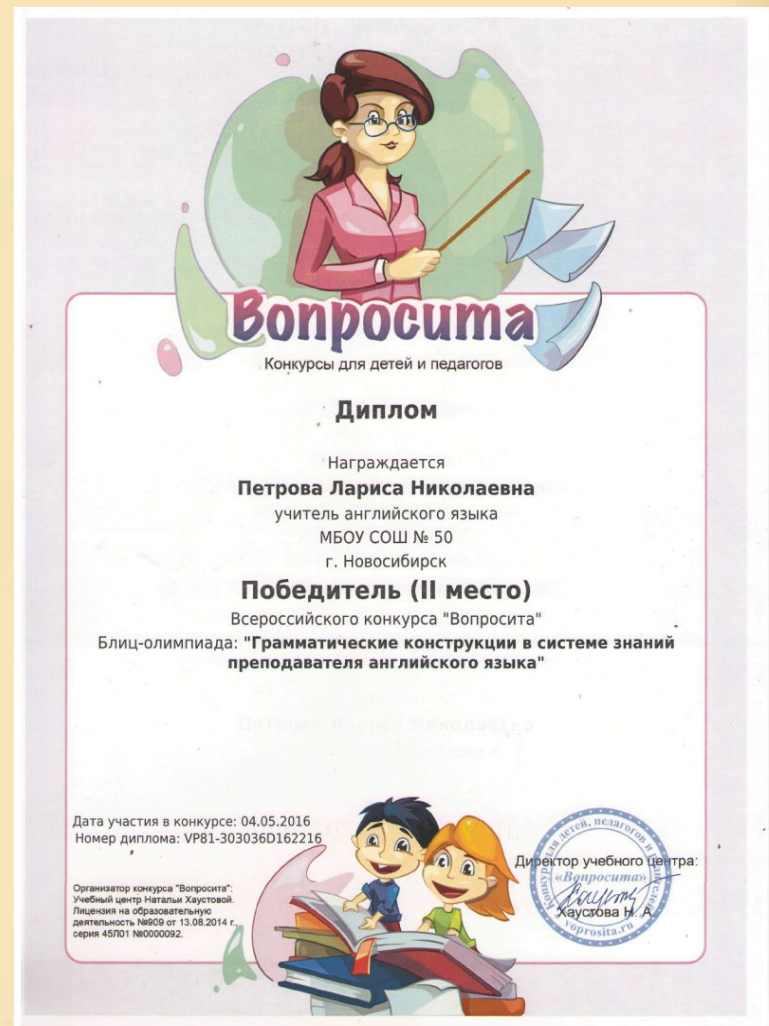 Вопросита
Конкурсы для детей и педагогов
Диплом
Награждается
Петрова Лариса Николаевна
учитель английского языка
МБОУ СОШ № 50
г. Новосибирск
Победитель (II место)
Всероссийского конкурса "Вопросита"
Блиц-олимпиада: "Грамматические конструкции в системе знаний
преподавателя английского языка"
Дата участия в конкурсе: 04.05.2016
Номер диплома: VP81-303036D162216
Организатор конкурса "Вопросита":
Учебный центр Натальи Хаустовой.
Лицензия на образовательную
деятельность №909 от 13.08.2014 г.,
серия 45Л01 №0000092.
Директор учебного центра:
«Вопросита»
Хаустова Н. А.
voprosita.ru